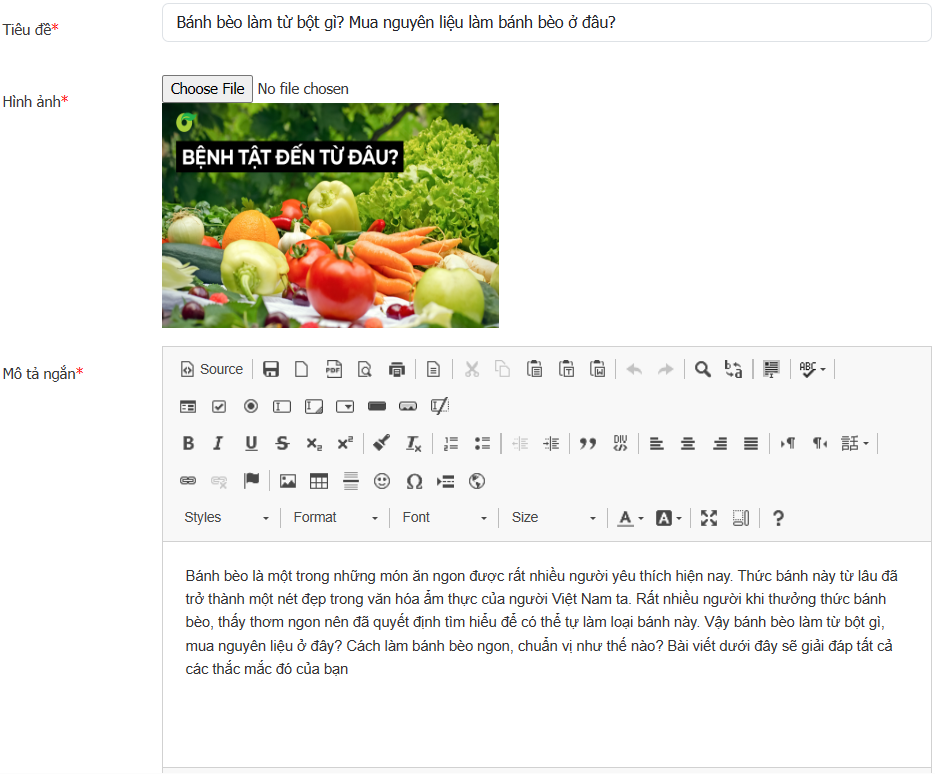 Tiêu đề*
Bánh bèo làm từ bột gì? Mua nguyên liệu làm bánh bèo ở đâu?
Hình ảnh*
Choose File No file chosen
BỆNH TẬT ĐẾN TỪ ĐÂU?
Mô tả ngắn*
Source
Styles Format Font Size
Bánh bèo là một trong những món ăn ngon được rất nhiều người yêu thích hiện nay. Thức bánh này từ lâu đã
trở thành một nét đẹp trong văn hóa ẩm thực của người Việt Nam ta. Rất nhiều người khi thưởng thức bánh
bèo, thấy thơm ngon nên đã quyết định tìm hiểu để có thể tự làm loại bánh này. Vậy bánh bèo làm từ bột gì,
mua nguyên liệu ở đây? Cách làm bánh bèo ngon, chuẩn vị như thế nào? Bài viết dưới đây sẽ giải đáp tất cả
các thắc mắc đó của bạn